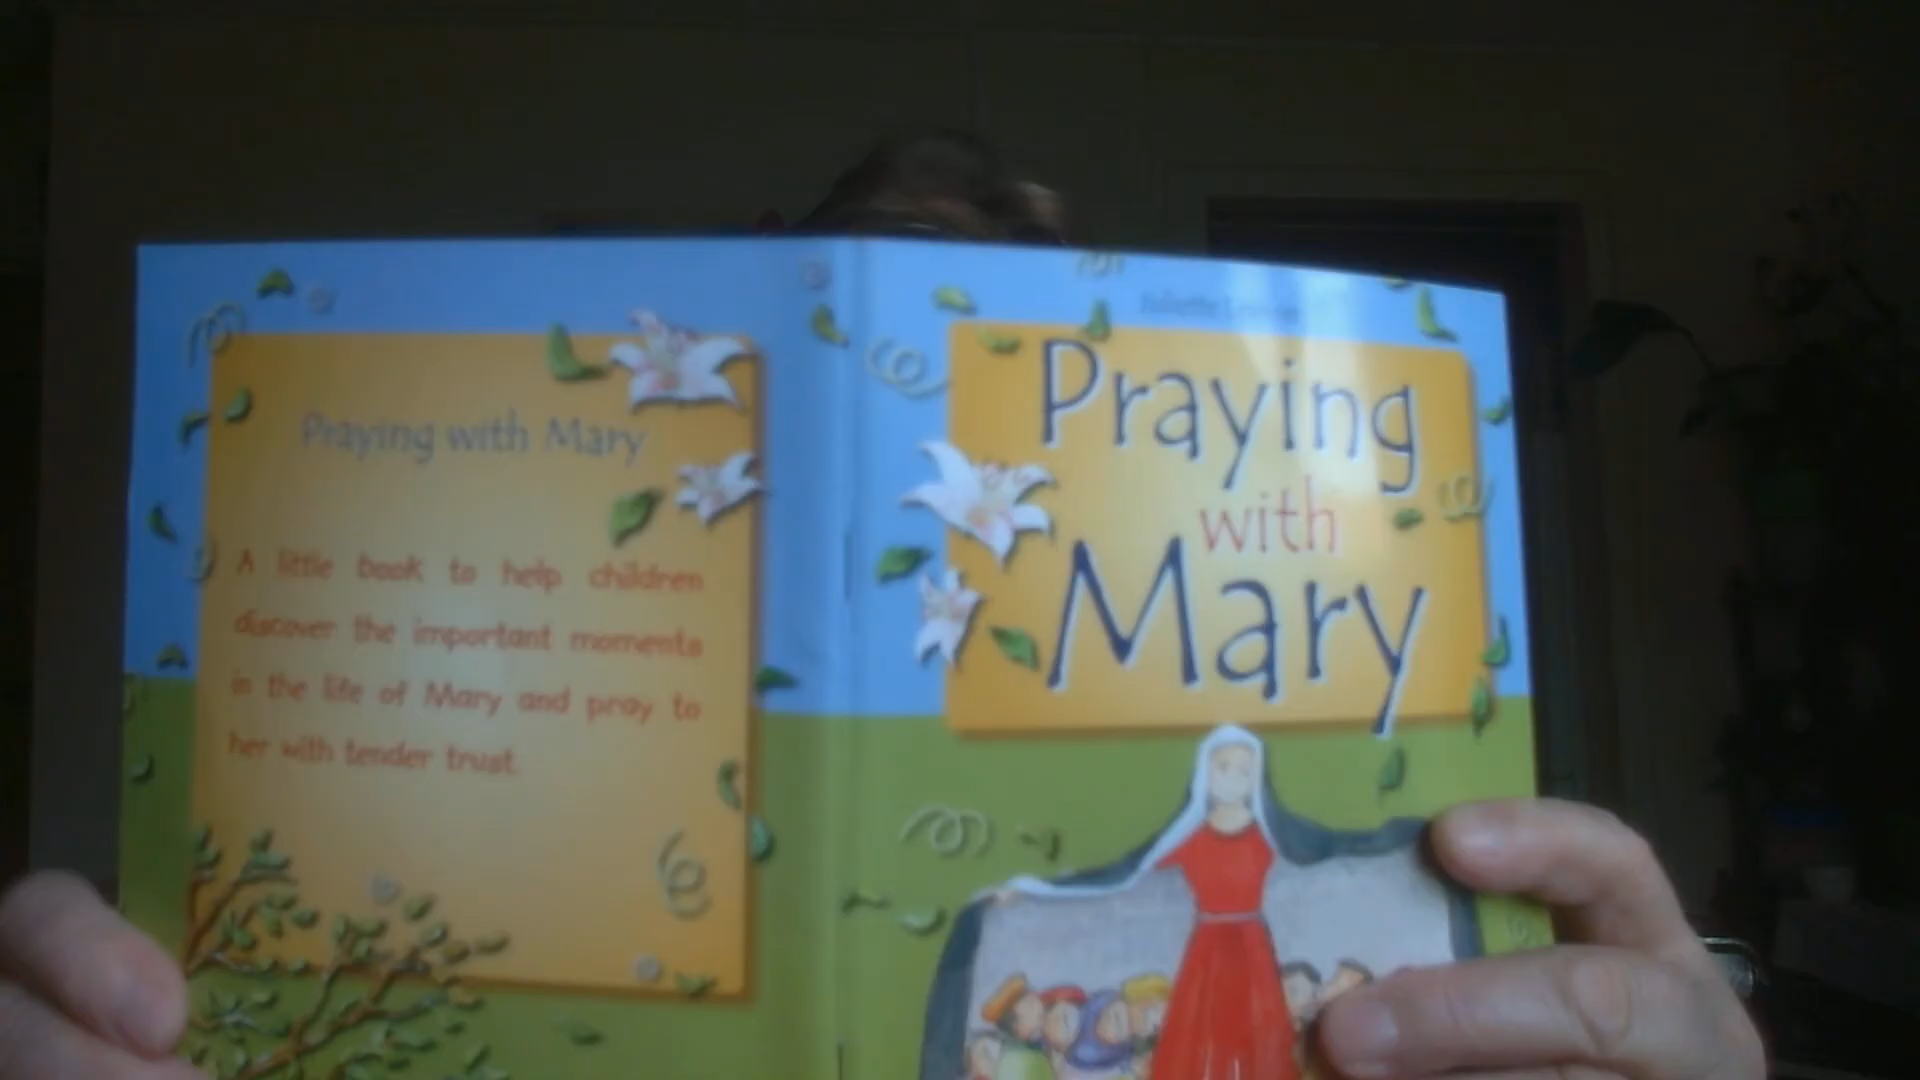 Praying with Mary
A little book to help children
discover the important moments
in the life of Mary and pray to
her with tender trust.
Juliette
Praying
with
Mary